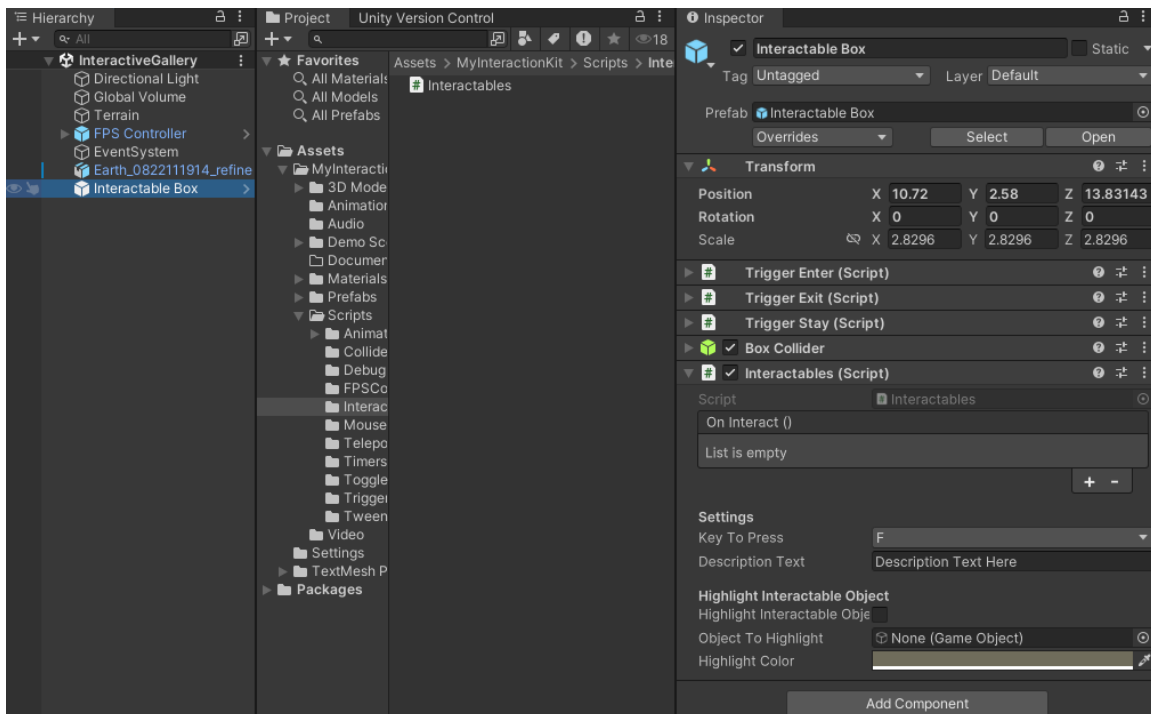 Hierarchy
All
InteractiveGallery
Directional Light
Global Volume
Terrain
FPS Controller
EventSystem
Earth_0822111914_refine
Interactable Box
Project Unity Version Control
18
Favorites
All Materials
All Models
All Prefabs
Assets
MyInteractio
3D Mode
Animation
Audio
Demo Sc
Documen
Materials
Prefabs
Scripts
Animat
Collide
Debug
FPSCo
Interac
Mouse
Telepo
Timers
Toggle
Trigger
Tween
Video
Settings
TextMesh P
Packages
Assets > MyInteractionKit > Scripts > Inte
# Interactables
Inspector
Interactable Box Static
Tag Untagged Layer Default
Prefab Interactable Box
Overrides Select Open
Transform
Position X 10.72 Y 2.58 Z 13.83143
Rotation X 0 Y 0 Z 0
Scale X 2.8296 Y 2.8296 Z 2.8296
# Trigger Enter (Script)
# Trigger Exit (Script)
# Trigger Stay (Script)
Box Collider
# Interactables (Script)
Script Interactables
On Interact ()
List is empty
+ -
Settings
Key To Press F
Description Text Description Text Here
Highlight Interactable Object
Highlight Interactable Obje
Object To Highlight None (Game Object)
Highlight Color
Add Component